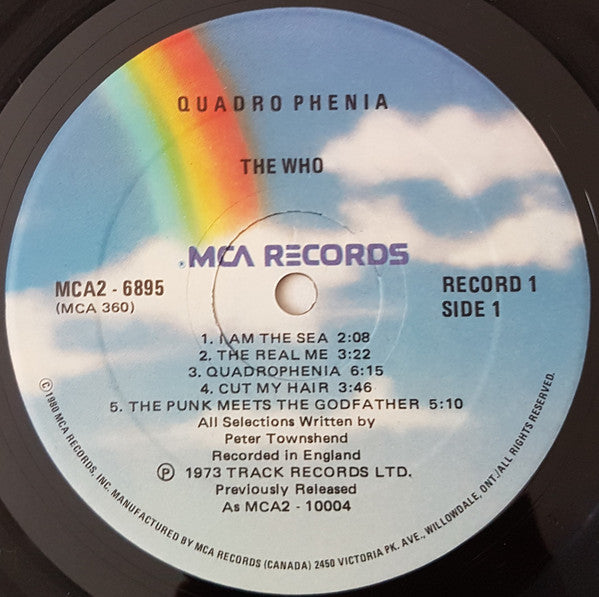 QUADRO PHENIA
THE WHO
®MCA RECORDS
MCA2 - 6895
(MCA 360)
RECORD 1
SIDE 1
1. I AM THE SEA 2:08
2. THE REAL ME 3:22
3. QUADROPHENIA 6:15
4. CUT MY HAIR 3:46
5. THE PUNK MEETS THE GODFATHER 5:10
All Selections Written by
Peter Townshend
Recorded in England
Ⓟ 1973 TRACK RECORDS LTD.
Previously Released
As MCA2 - 10004
©1980 MCA RECORDS, INC. MANUFACTURED BY MCA RECORDS (CANADA) 2450 VICTORIA PK. AVE., WILLOWDALE, ONT./ALL RIGHTS RESERVED.